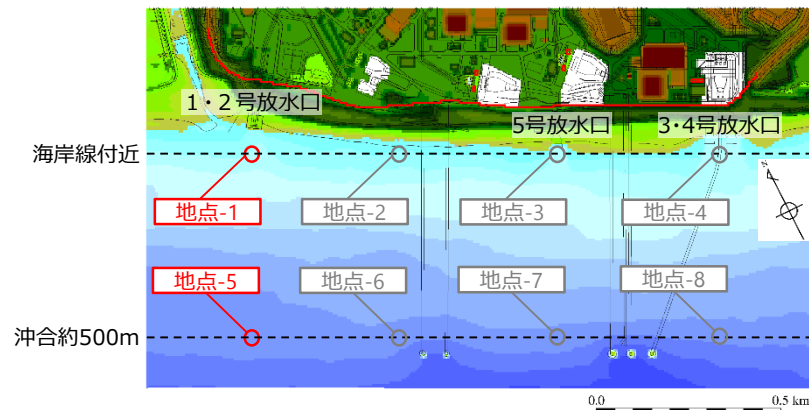 1・2号放水口
5号放水口
3・4号放水口
海岸線付近
地点-1
地点-2
地点-3
地点-4
地点-5
地点-6
地点-7
地点-8
沖合約500m
0.0
0.5 km